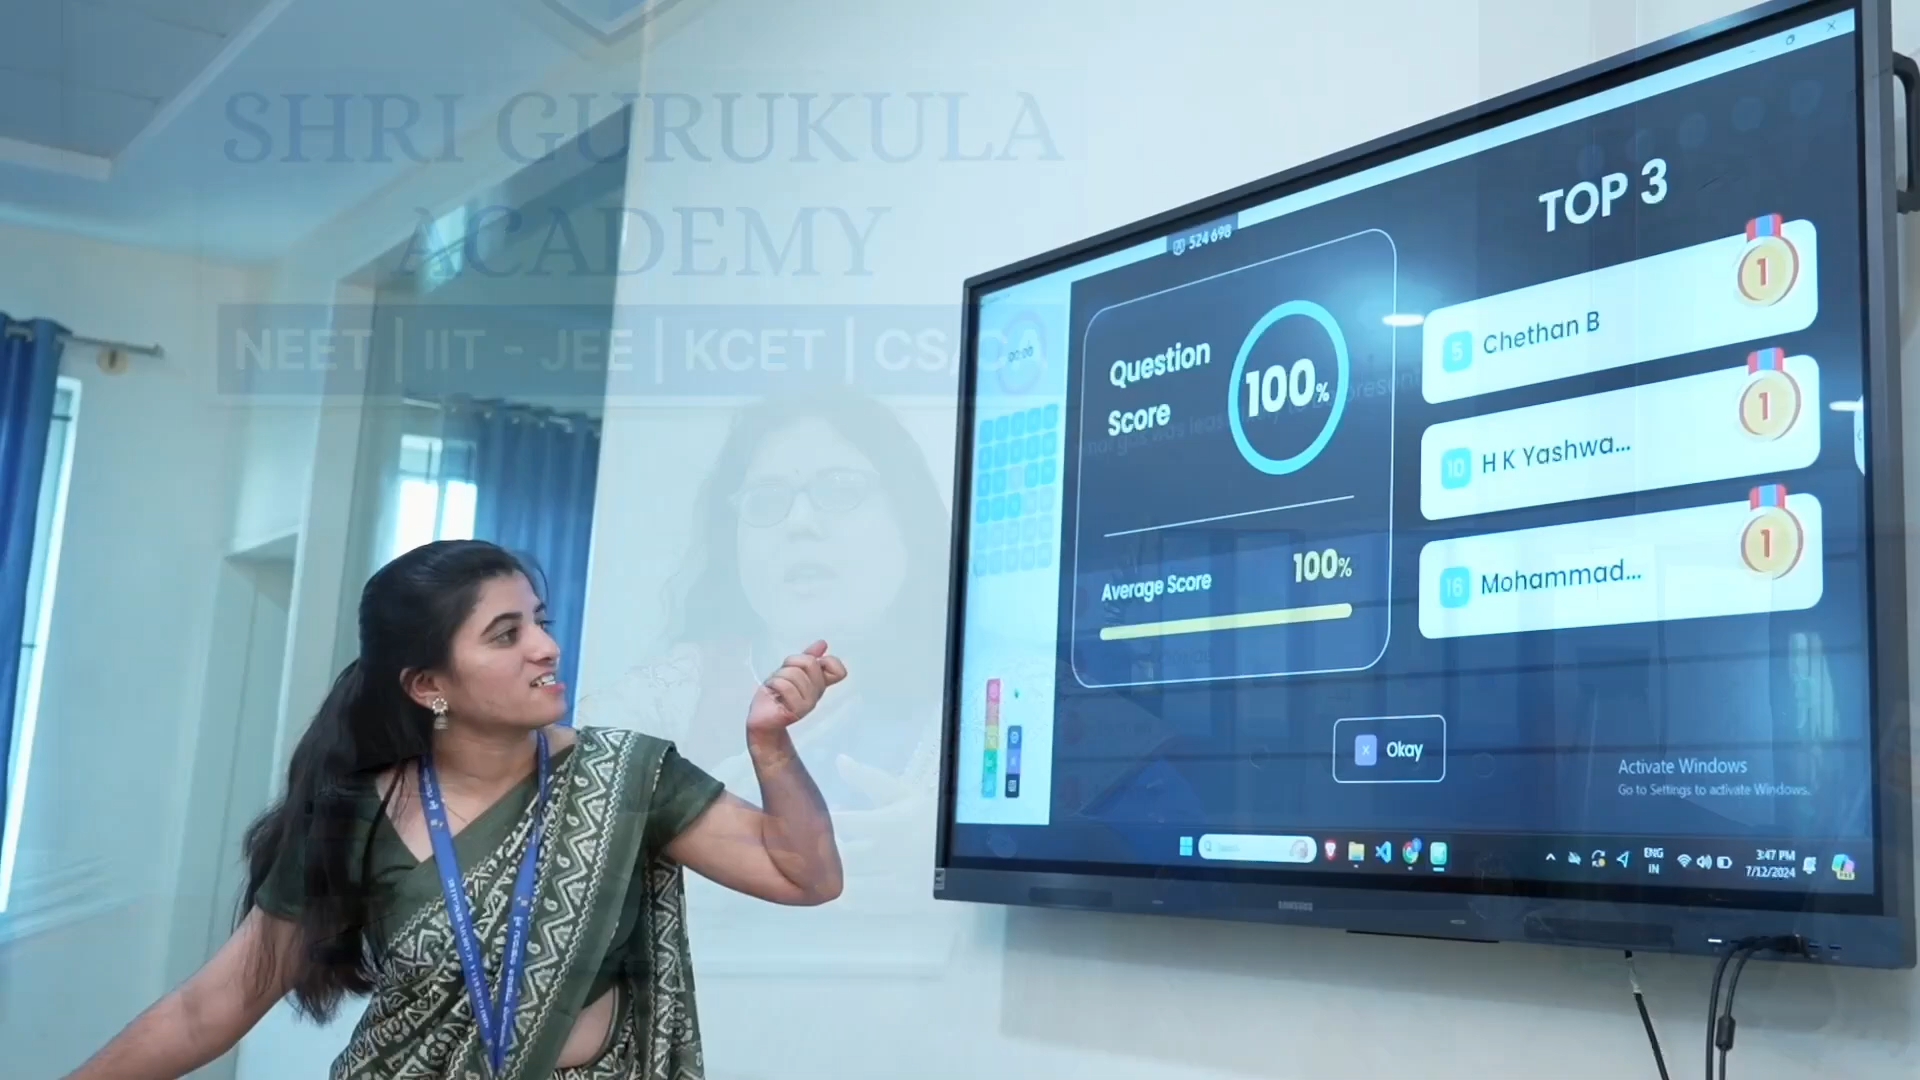 SHRI GURUKULA
ACADEMY
NEET | IIT - JEE | KCET | CS/CA
524 698
00:00
Question
Score
100%
Average Score
100%
TOP 3
1
5 Chethan B
1
10 H K Yashwa...
1
16 Mohammad...
x Okay
Activate Windows
Go to Settings to activate Windows.
ENG
IN
3:47 PM
7/12/2024
SAMSUNG